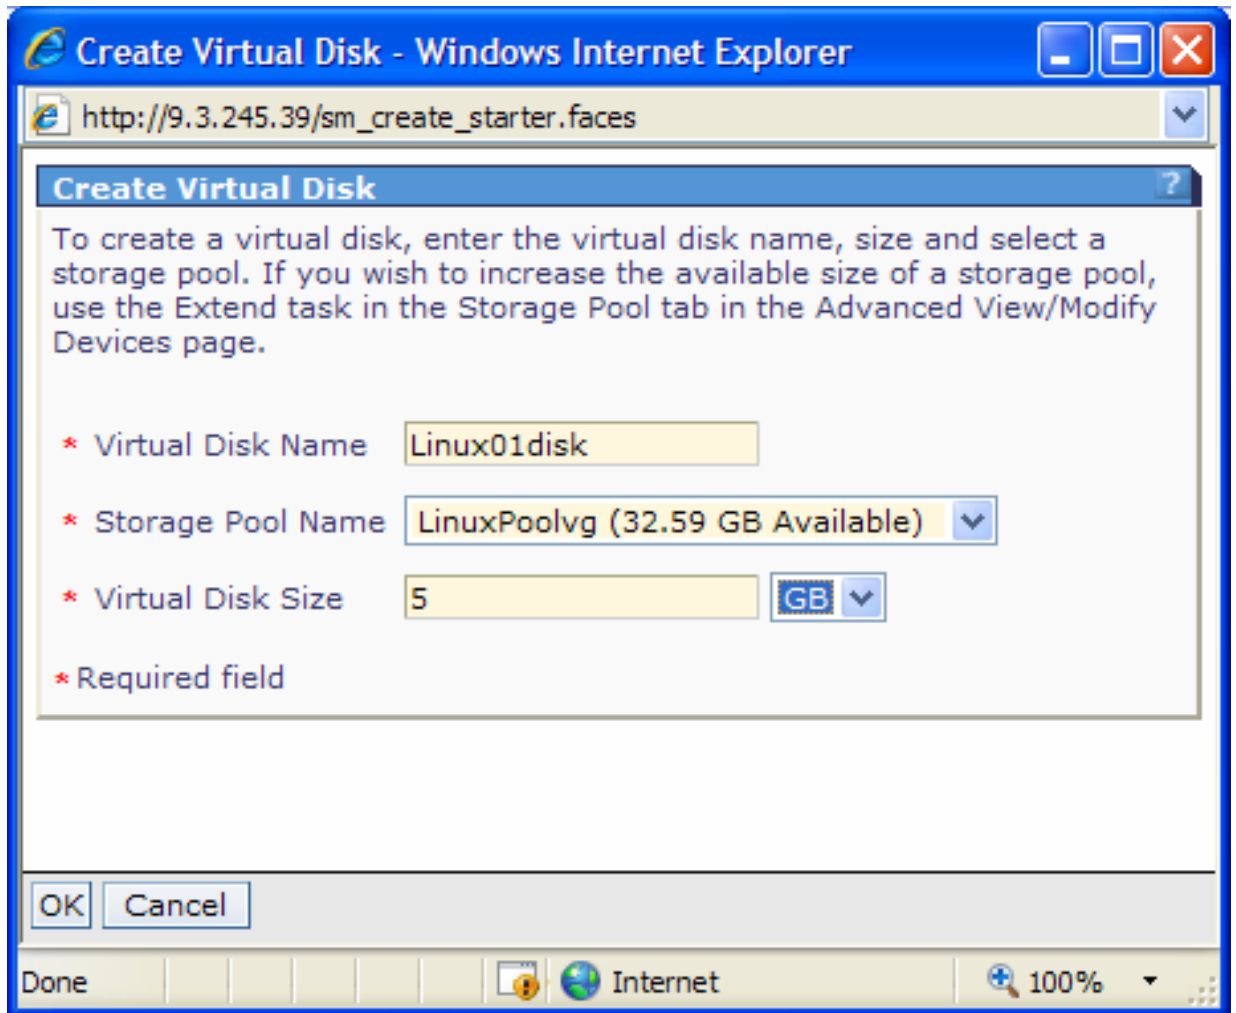 Create Virtual Disk - Windows Internet Explorer
http://9.3.245.39/sm_create_starter.faces
Create Virtual Disk ?
To create a virtual disk, enter the virtual disk name, size and select a
storage pool. If you wish to increase the available size of a storage pool,
use the Extend task in the Storage Pool tab in the Advanced View/Modify
Devices page.
* Virtual Disk Name Linux01disk
* Storage Pool Name LinuxPoolvg (32.59 GB Available)
* Virtual Disk Size 5 GB
* Required field
OK Cancel
Done Internet 100%